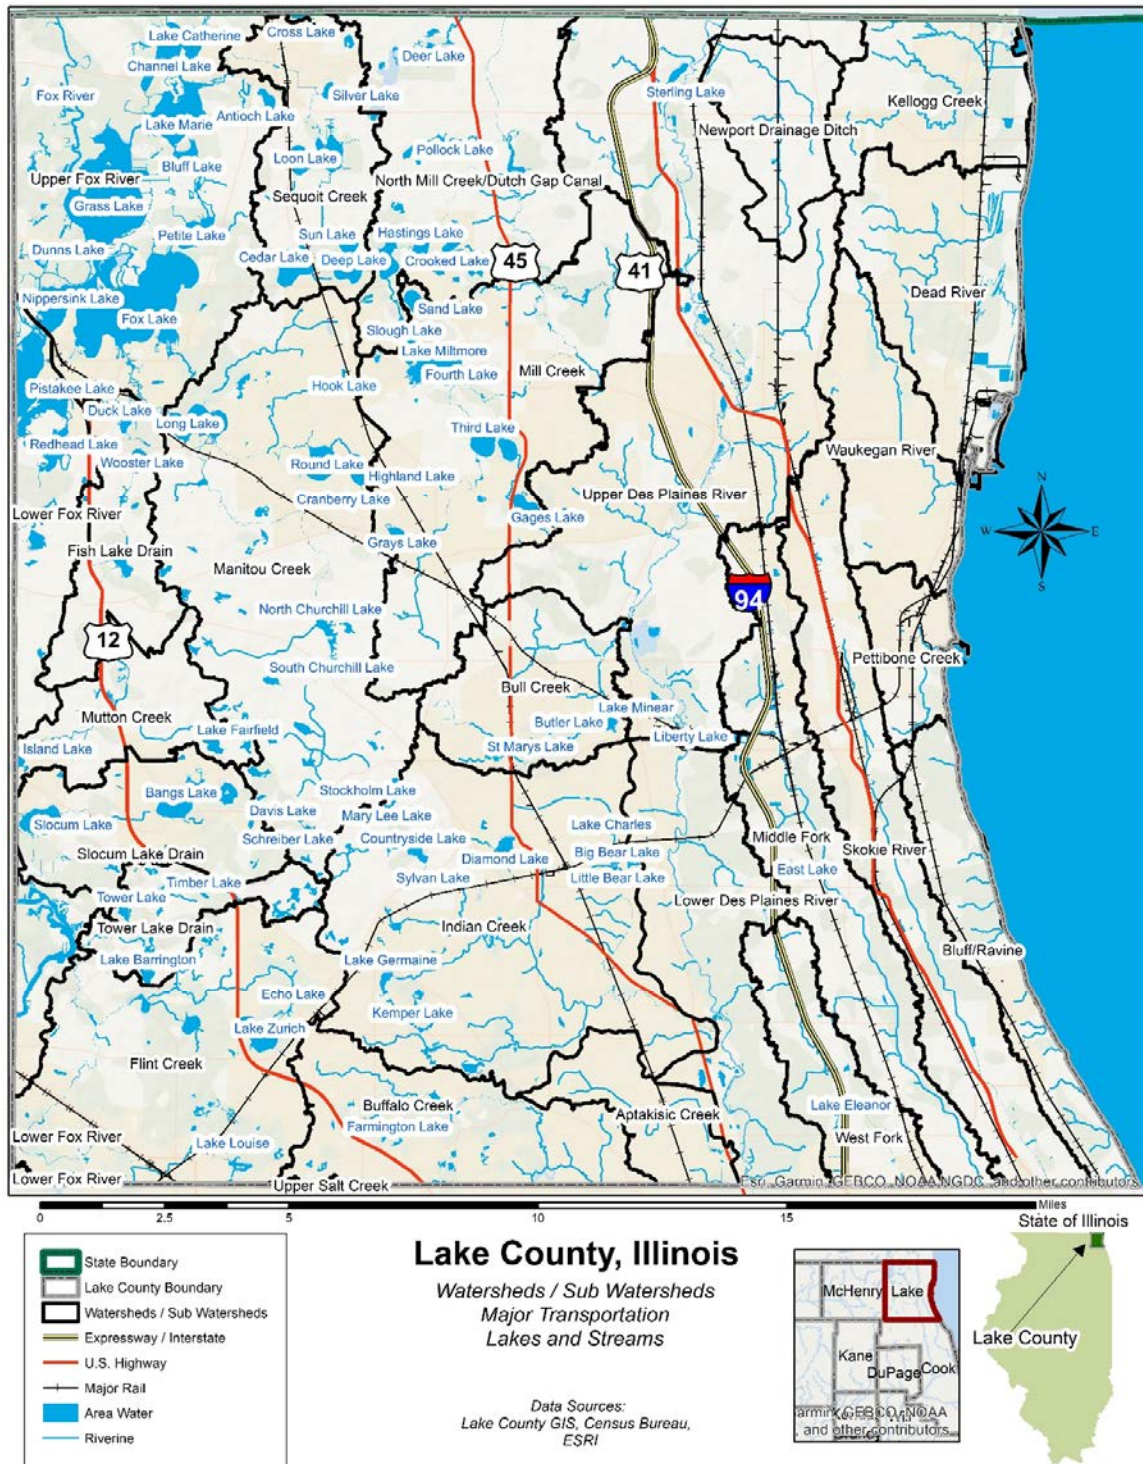 Lake Catherine
Cross Lake
Channel Lake
Deer Lake
Fox River
Silver Lake
Sterling Lake
Kellogg Creek
Antioch Lake
Lake Marie
Newport Drainage Ditch
Pollock Lake
Loon Lake
Bluff Lake
Upper Fox River
North Mill Creek/Dutch Gap Canal
Sequoit Creek
Grass Lake
Petite Lake
Sun Lake
Hastings Lake
Dunns Lake
Cedar Lake
Deep Lake
Crooked Lake
45
41
Dead River
Nippersink Lake
Fox Lake
Sand Lake
Slough Lake
Lake Miltmore
Fourth Lake
Mill Creek
Hook Lake
Pistakee Lake
Duck Lake
Long Lake
Third Lake
Redhead Lake
Waukegan River
Wooster Lake
Round Lake
Highland Lake
Cranberry Lake
Upper Des Plaines River
N
W
E
S
Lower Fox River
Gages Lake
Grays Lake
Fish Lake Drain
Manitou Creek
94
North Churchill Lake
12
South Churchill Lake
Pettibone Creek
Bull Creek
Lake Minear
Mutton Creek
Butler Lake
Lake Fairfield
Liberty Lake
Island Lake
St Marys Lake
Stockholm Lake
Bangs Lake
Davis Lake
Mary Lee Lake
Slocum Lake
Lake Charles
Schreiber Lake
Countryside Lake
Middle Fork
Skokie River
Slocum Lake Drain
Diamond Lake
Big Bear Lake
East Lake
Timber Lake
Sylvan Lake
Little Bear Lake
Tower Lake
Lower Des Plaines River
Tower Lake Drain
Indian Creek
Bluff/Ravine
Lake Barrington
Lake Germaine
Echo Lake
Kemper Lake
Lake Zurich
Flint Creek
Buffalo Creek
Aptakisic Creek
Lake Eleanor
Farmington Lake
Lower Fox River
Lake Louise
West Fork
Lower Fox River
Upper Salt Creek
Esri, Garmin, GEBCO, NOAA NGDC, and other contributors
0 2.5 5 10 15 Miles
State Boundary
Lake County Boundary
Watersheds / Sub Watersheds
Expressway / Interstate
U.S. Highway
Major Rail
Area Water
Riverine
Lake County, Illinois
Watersheds / Sub Watersheds
Major Transportation
Lakes and Streams
Data Sources:
Lake County GIS, Census Bureau,
ESRI
McHenry
Lake
Kane
DuPage
Cook
GEBCO, NOAA
and other contributors
State of Illinois
Lake County